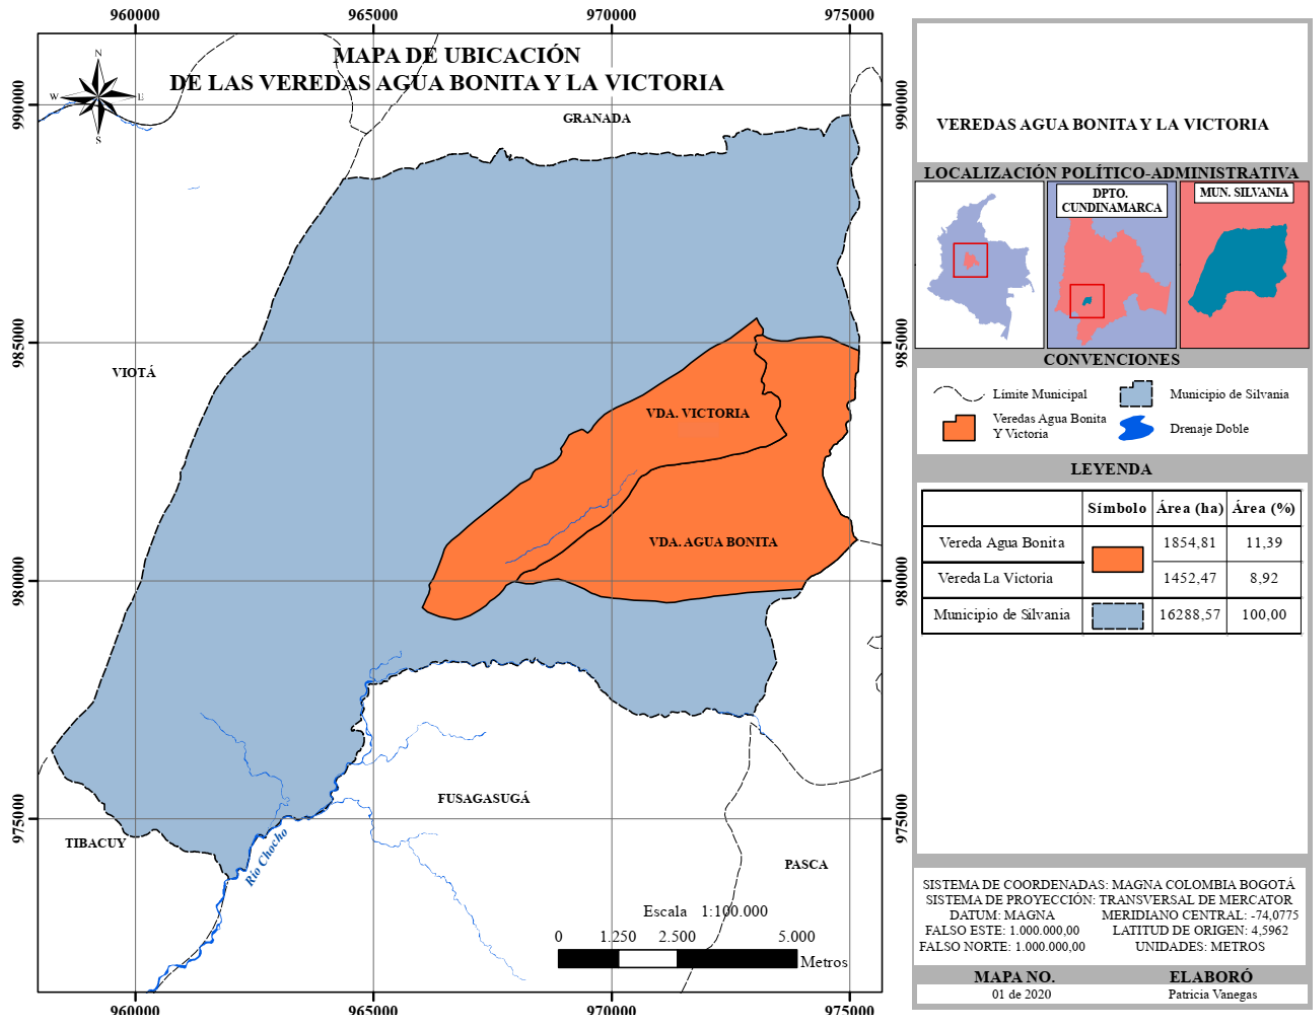 960000 965000 970000 975000
MAPA DE UBICACIÓN
DE LAS VEREDAS AGUA BONITA Y LA VICTORIA
N
W E
S
990000 990000
GRANADA
985000 985000
VIOTÁ
VDA. VICTORIA
VDA. AGUA BONITA
980000 980000
FUSAGASUGÁ
975000 975000
TIBACUY
Río Chocho
PASCA
Escala 1:100.000
0 1.250 2.500 5.000
Metros
960000 965000 970000 975000
VEREDAS AGUA BONITA Y LA VICTORIA
LOCALIZACIÓN POLÍTICO-ADMINISTRATIVA
DPTO.
CUNDINAMARCA
MUN. SILVANIA
CONVENCIONES
Límite Municipal
Municipio de Silvania
Veredas Agua Bonita
Y Victoria
Drenaje Doble
LEYENDA
Símbolo Área (ha) Área (%)
Vereda Agua Bonita 1854,81 11,39
Vereda La Victoria 1452,47 8,92
Municipio de Silvania 16288,57 100,00
SISTEMA DE COORDENADAS: MAGNA COLOMBIA BOGOTÁ
SISTEMA DE PROYECCIÓN: TRANSVERSAL DE MERCATOR
DATUM: MAGNA MERIDIANO CENTRAL: -74,0775
FALSO ESTE: 1.000.000,00 LATITUD DE ORIGEN: 4,5962
FALSO NORTE: 1.000.000,00 UNIDADES: METROS
MAPA NO. ELABORÓ
01 de 2020 Patricia Vanegas